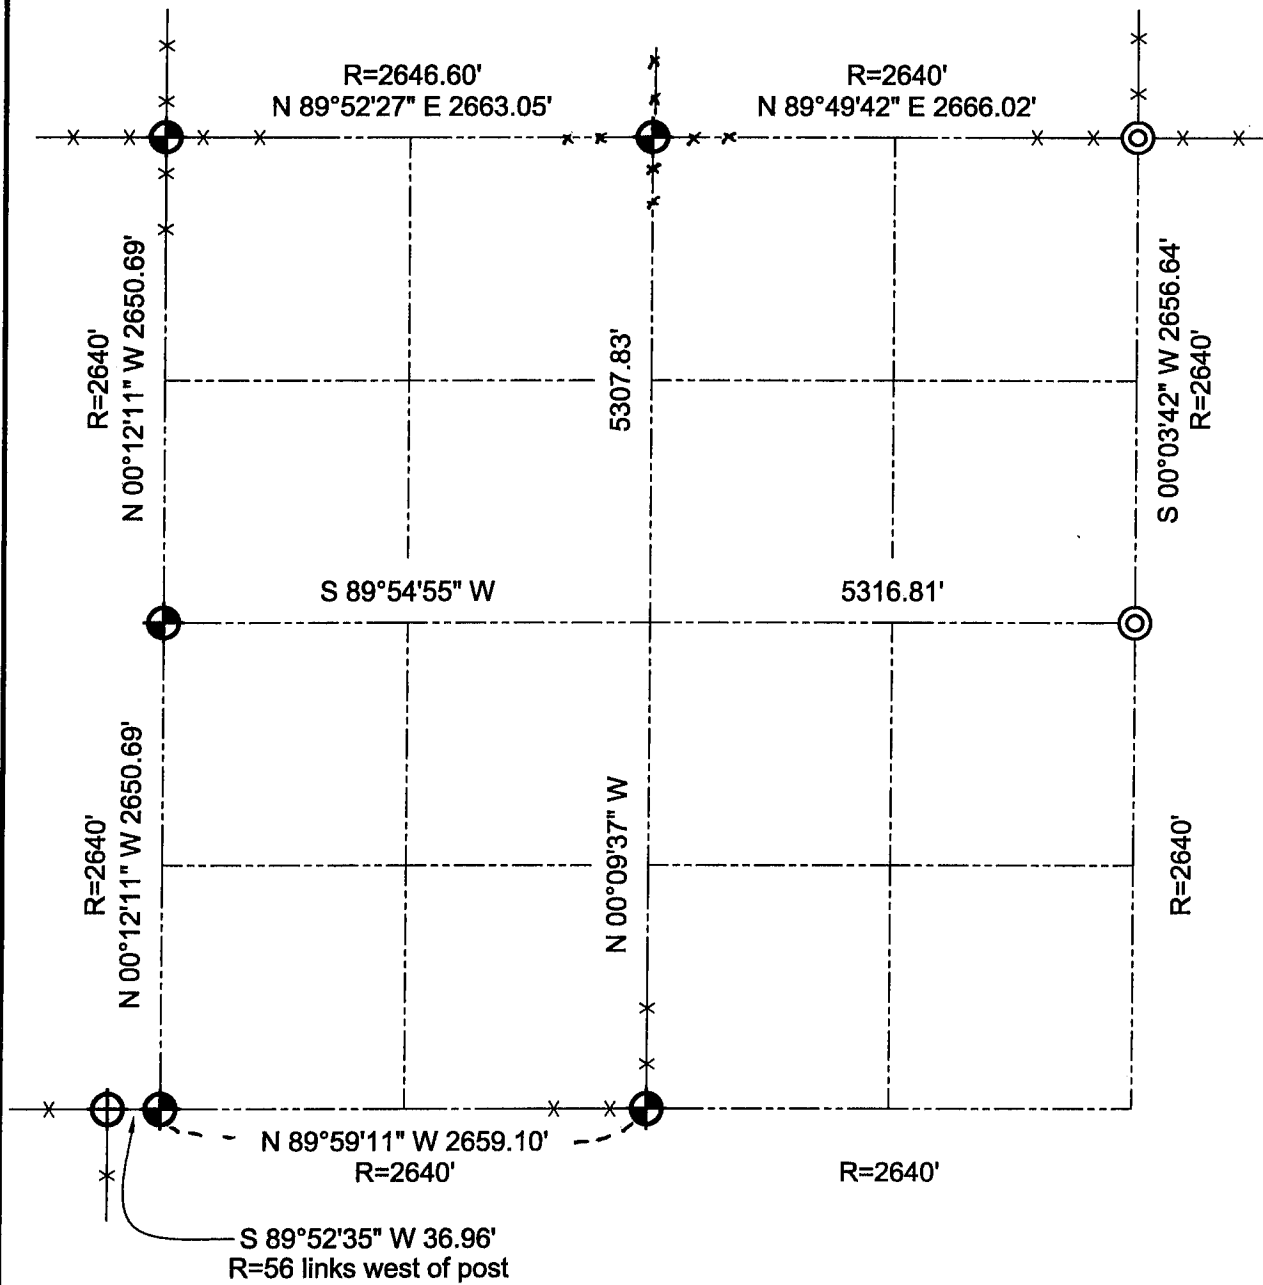 R=2646.60'
N 89°52'27" E 2663.05'
R=2640'
N 89°49'42" E 2666.02'
R=2640'
N 00°12'11" W 2650.69'
5307.83'
S 00°03'42" W 2656.64'
R=2640'
S 89°54'55" W
5316.81'
R=2640'
N 00°12'11" W 2650.69'
N 00°09'37" W
R=2640'
N 89°59'11" W 2659.10'
R=2640'
R=2640'
S 89°52'35" W 36.96'
R=56 links west of post